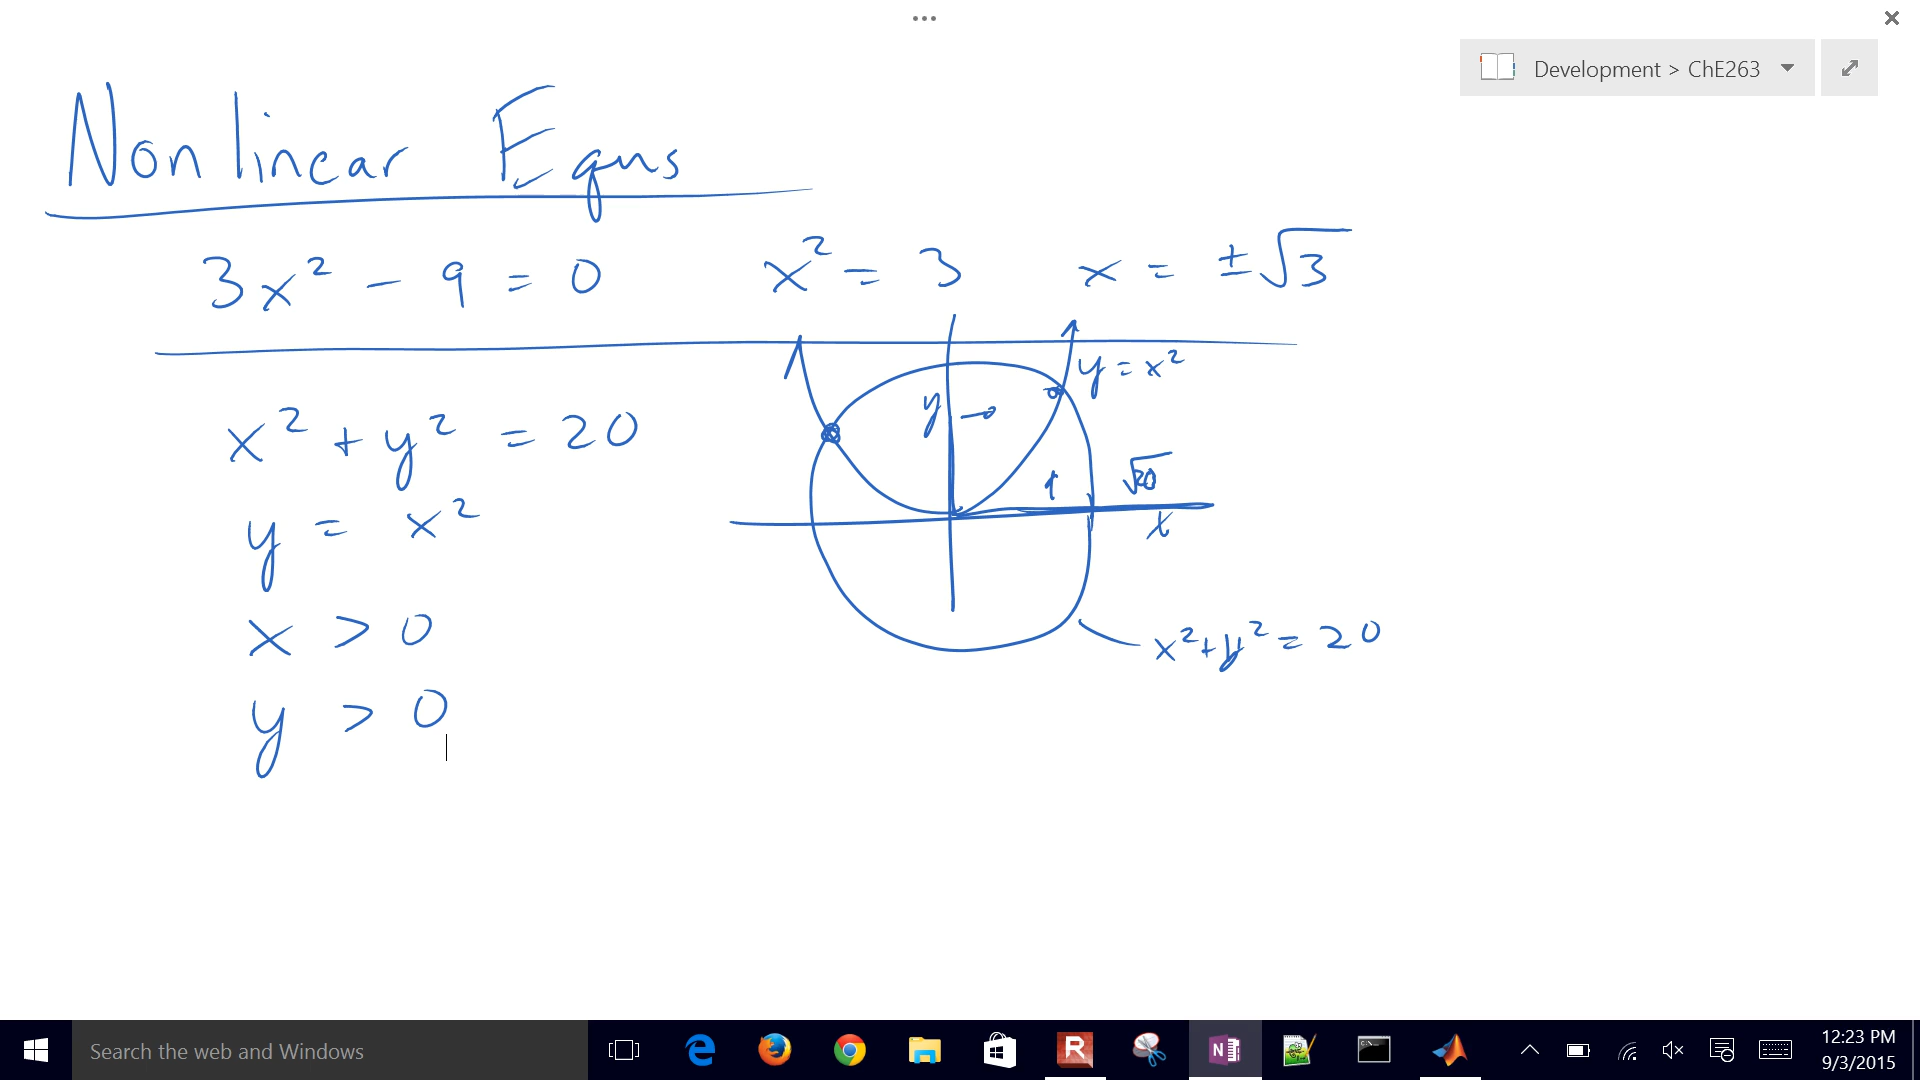 Development > ChE263
Nonlinear Eqns
3x² - 9 = 0    x² = 3    x = ±√3
y = x²
y
x² + y² = 20
√20
y = x²
x
x > 0
x² + y² = 20
y > 0
Search the web and Windows
12:23 PM
9/3/2015